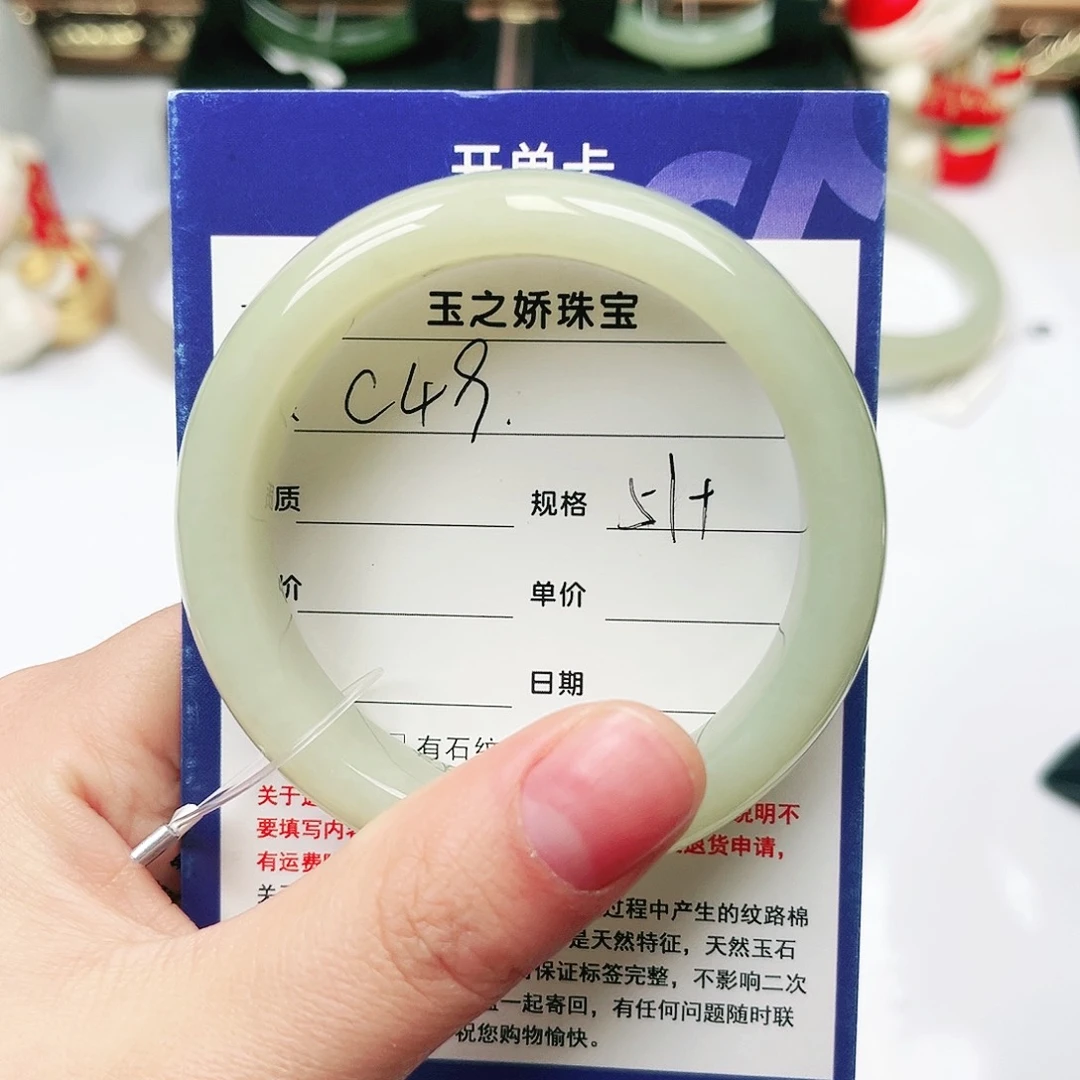 开单卡
玉之娇珠宝
C49.
质 规格 51+
价 单价
日期
有石纹
关于 说明不
要填写内容 退货申请,
有运费
关于
过程中产生的纹路棉
是天然特征，天然玉石
保证标签完整，不影响二次
一起寄回，有任何问题随时联
祝您购物愉快。